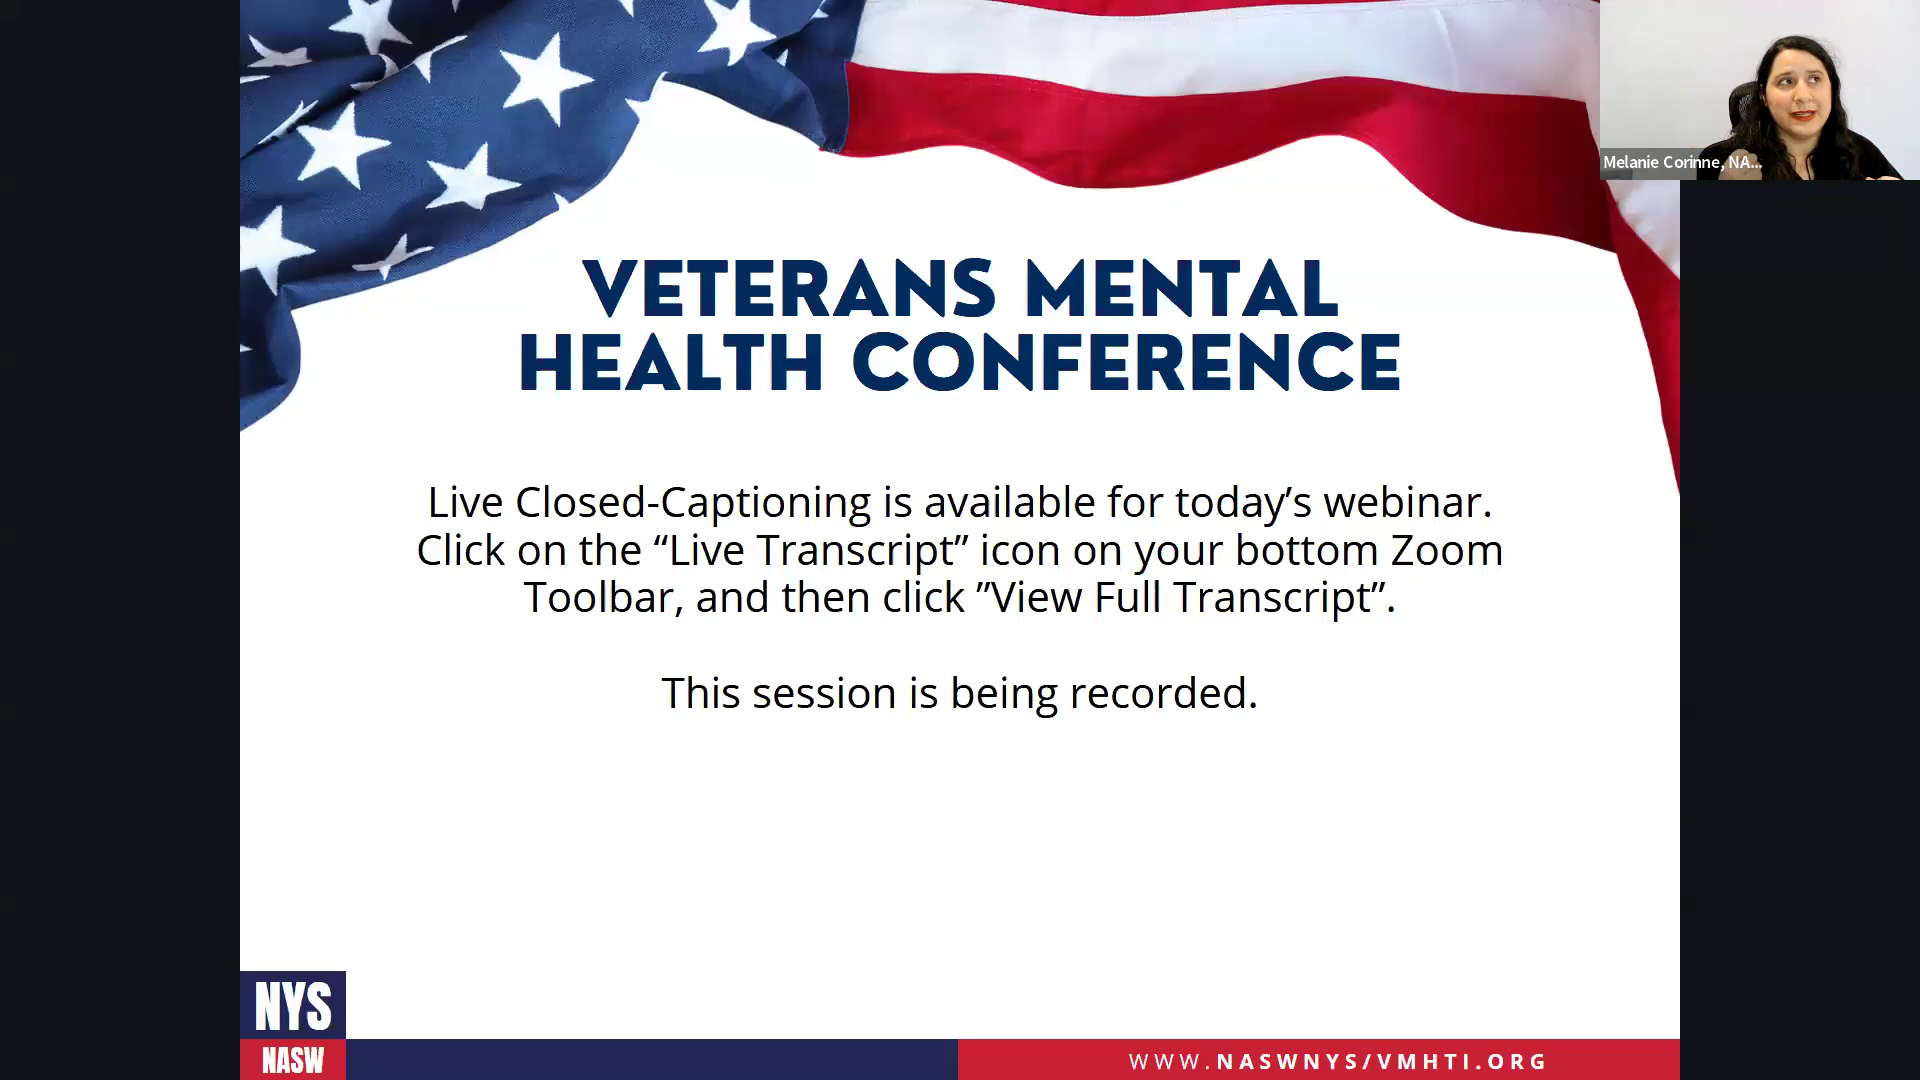 Melanie Corinne, NA...
VETERANS MENTAL
HEALTH CONFERENCE
Live Closed-Captioning is available for today’s webinar.
Click on the “Live Transcript” icon on your bottom Zoom
Toolbar, and then click ”View Full Transcript”.
This session is being recorded.
NYS
NASW
WWW.NASWNYS/VMHTI.ORG